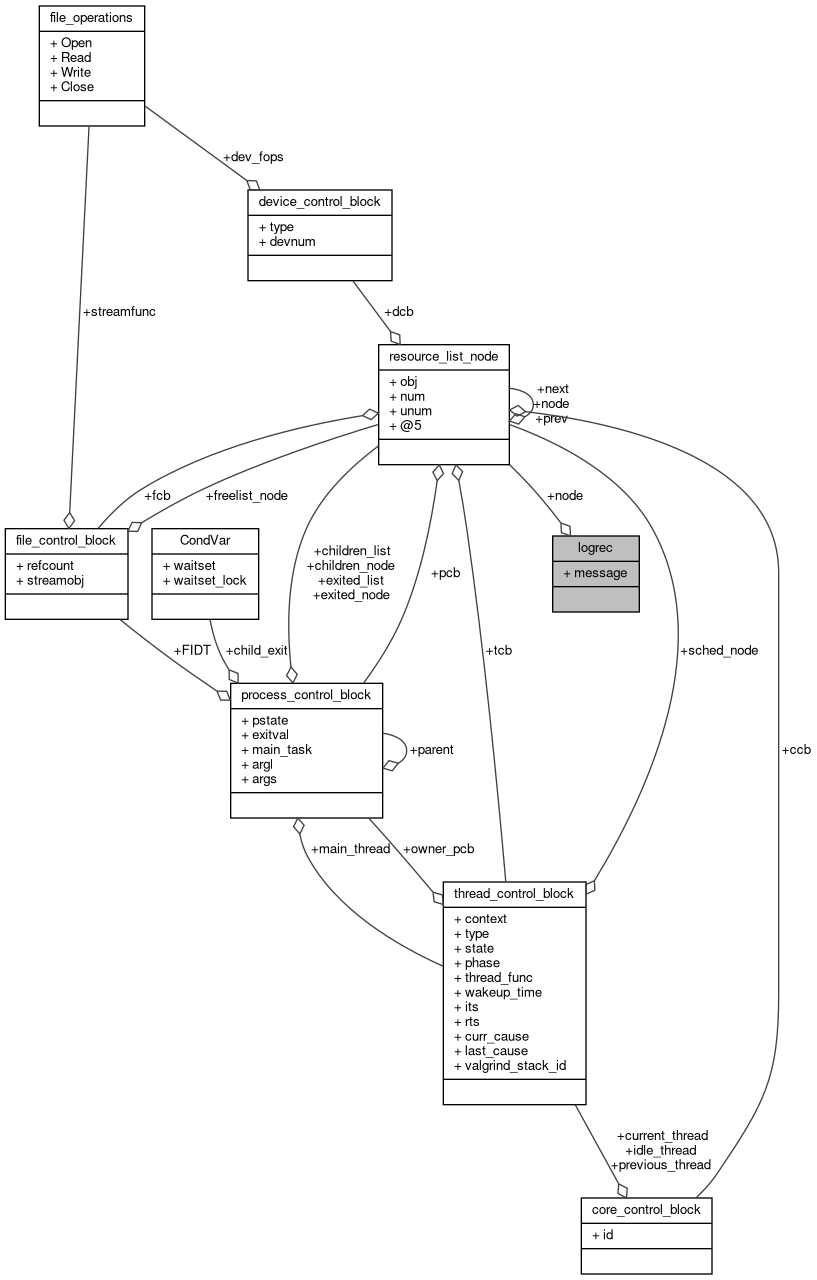 file_operations
+ Open
+ Read
+ Write
+ Close
+dev_fops
device_control_block
+ type
+ devnum
+streamfunc
+dcb
resource_list_node
+ obj
+ num
+ unum
+ @5
+next
+node
+prev
+fcb
+freelist_node
+node
file_control_block
+ refcount
+ streamobj
CondVar
+ waitset
+ waitset_lock
+children_list
+children_node
+exited_list
+exited_node
+pcb
logrec
+ message
+FIDT
+child_exit
+tcb
+sched_node
process_control_block
+ pstate
+ exitval
+ main_task
+ argl
+ args
+parent
+ccb
+main_thread
+owner_pcb
thread_control_block
+ context
+ type
+ state
+ phase
+ thread_func
+ wakeup_time
+ its
+ rts
+ curr_cause
+ last_cause
+ valgrind_stack_id
+current_thread
+idle_thread
+previous_thread
core_control_block
+ id